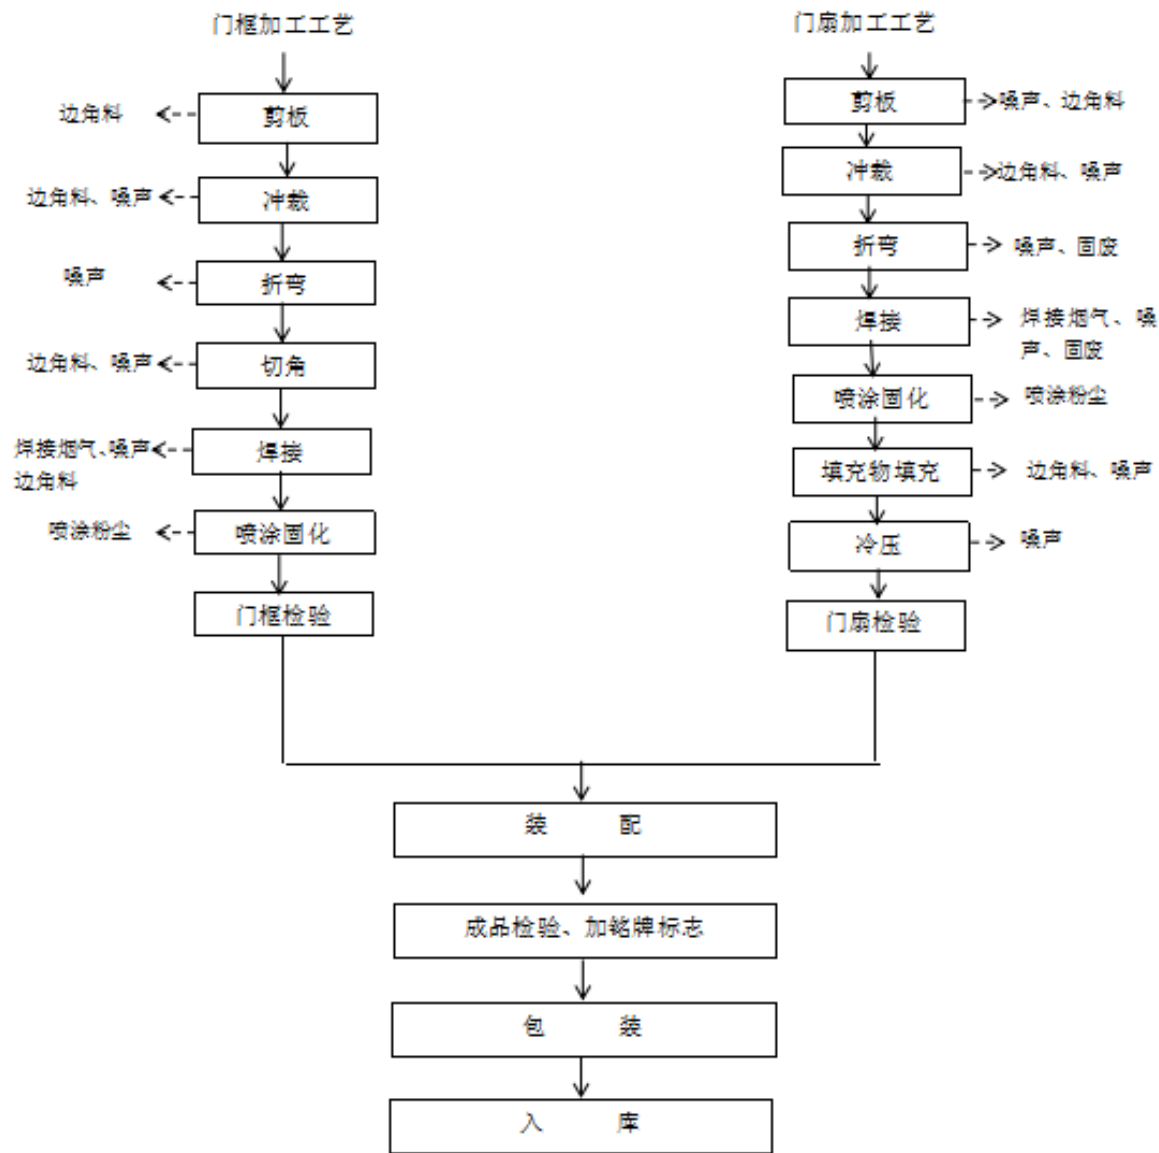 门框加工工艺
门扇加工工艺
边角料
剪板
边角料、噪声
冲裁
噪声
折弯
边角料、噪声
切角
焊接烟气、噪声
边角料
焊接
喷涂粉尘
喷涂固化
门框检验
剪板
噪声、边角料
冲裁
边角料、噪声
折弯
噪声、固废
焊接
焊接烟气、噪
声、固废
喷涂固化
喷涂粉尘
填充物填充
边角料、噪声
冷压
噪声
门扇检验
装 配
成品检验、加铭牌标志
包 装
入 库